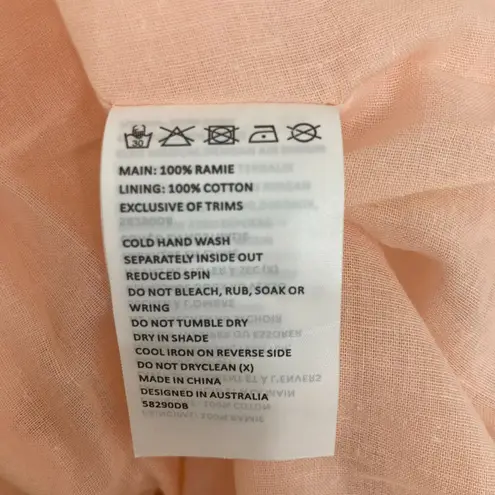 30
MAIN: 100% RAMIE
LINING: 100% COTTON
EXCLUSIVE OF TRIMS
COLD HAND WASH
SEPARATELY INSIDE OUT
REDUCED SPIN
DO NOT BLEACH, RUB, SOAK OR
WRING
DO NOT TUMBLE DRY
DRY IN SHADE
COOL IRON ON REVERSE SIDE
DO NOT DRYCLEAN (X)
MADE IN CHINA
DESIGNED IN AUSTRALIA
58290DB